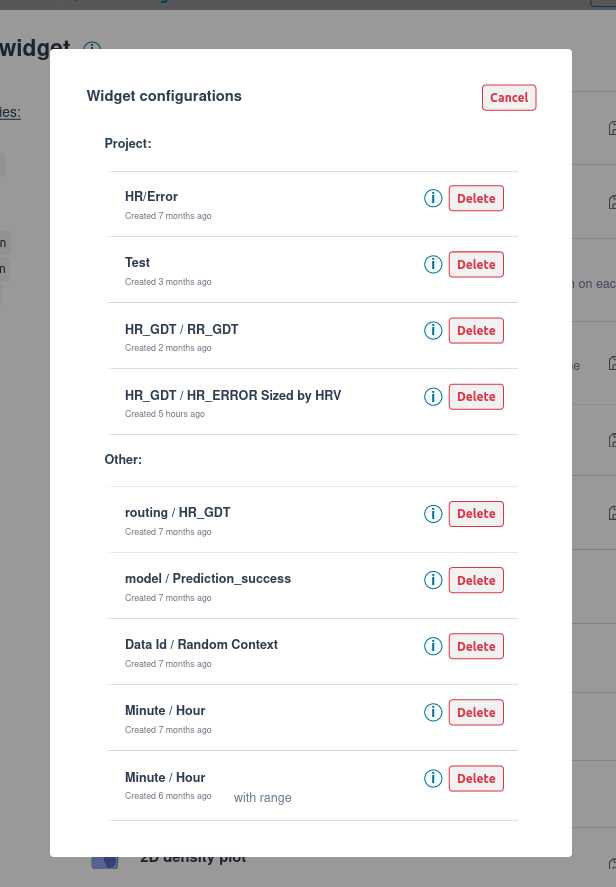 widget
ies:
n
n
n on each
e
Widget configurations
Cancel
Project:
HR/Error
Created 7 months ago
Delete
Test
Created 3 months ago
Delete
HR_GDT / RR_GDT
Created 2 months ago
Delete
HR_GDT / HR_ERROR Sized by HRV
Created 5 hours ago
Delete
Other:
routing / HR_GDT
Created 7 months ago
Delete
model / Prediction_success
Created 7 months ago
Delete
Data Id / Random Context
Created 7 months ago
Delete
Minute / Hour
Created 7 months ago
Delete
Minute / Hour
Created 6 months ago with range
Delete
2D density plot